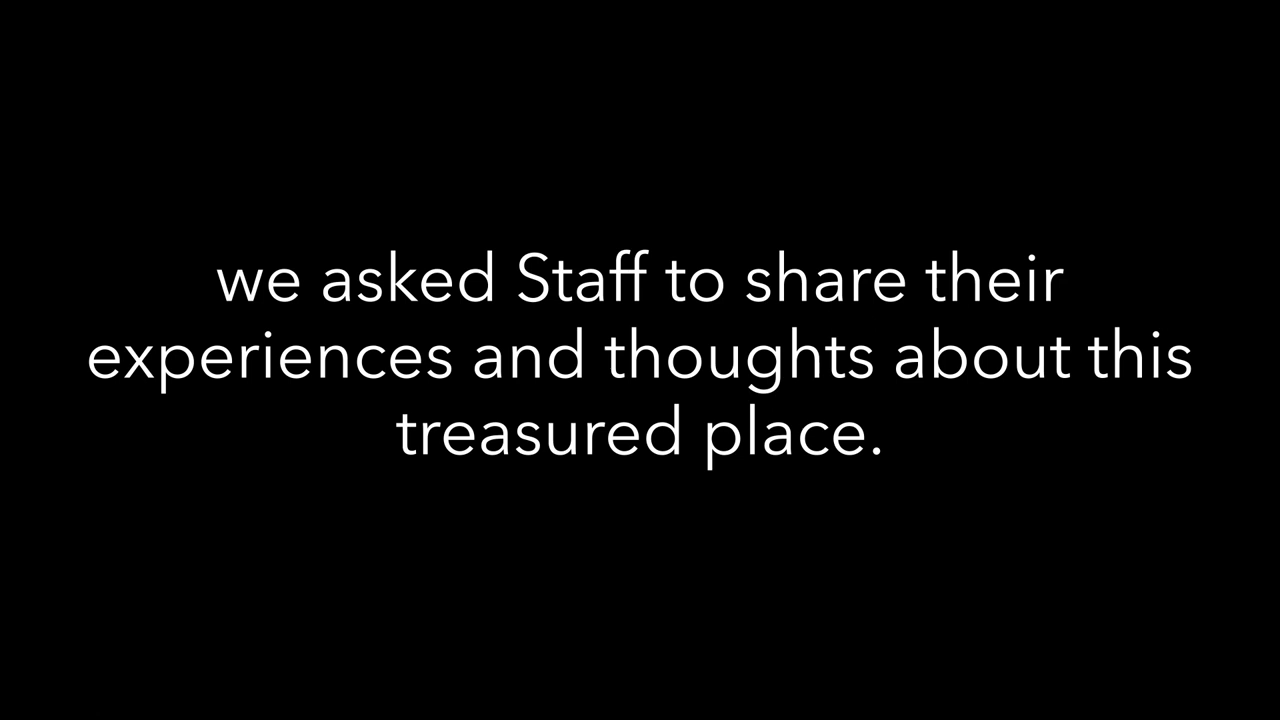 we asked Staff to share their
experiences and thoughts about this
treasured place.